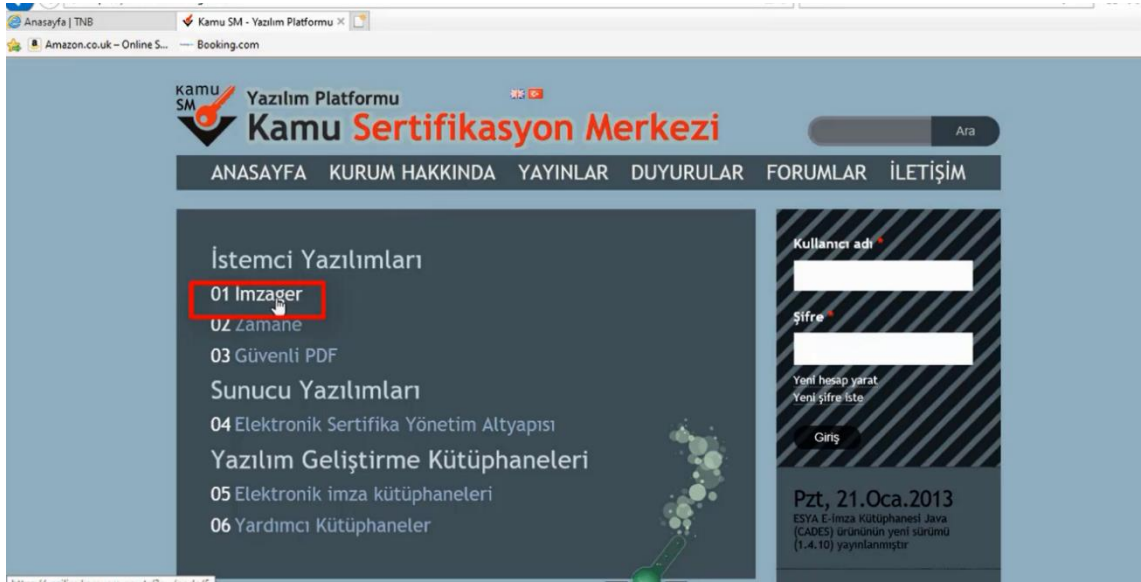 Anasayfa | TNB
Kamu SM - Yazılım Platformu
Amazon.co.uk – Online S...
Booking.com
Kamu
SM
Yazılım Platformu
Kamu Sertifikasyon Merkezi
Ara
ANASAYFA KURUM HAKKINDA YAYINLAR DUYURULAR FORUMLAR İLETİŞİM
İstemci Yazılımları
01 Imzager
02 Zamane
03 Güvenli PDF
Sunucu Yazılımları
04 Elektronik Sertifika Yönetim Altyapısı
Yazılım Geliştirme Kütüphaneleri
05 Elektronik imza kütüphaneleri
06 Yardımcı Kütüphaneler
Kullanıcı adı *
Şifre *
Yeni hesap yarat
Yeni şifre iste
Giriş
Pzt, 21.Oca.2013
ESYA E-imza Kütüphanesi Java
(CADES) ürününün yeni sürümü
(1.4.10) yayınlanmıştır